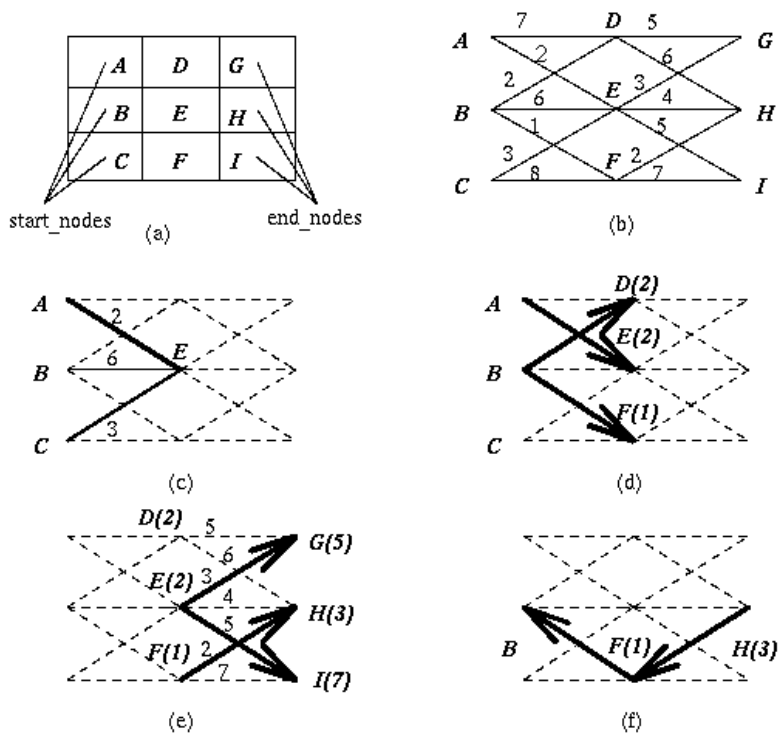 A D G
B E H
C F I
start_nodes end_nodes
(a)
7 D 5
A G
2 6
2 E 3
B 6 4 H
1 5
3 F 2
C 8 7 I
(b)
A
2
B 6 E
3
C
(c)
D(2)
A
E(2)
B
F(1)
C
(d)
D(2) 5
6 G(5)
E(2) 3
4 H(3)
5
F(1) 2
7 I(7)
(e)
B F(1) H(3)
(f)